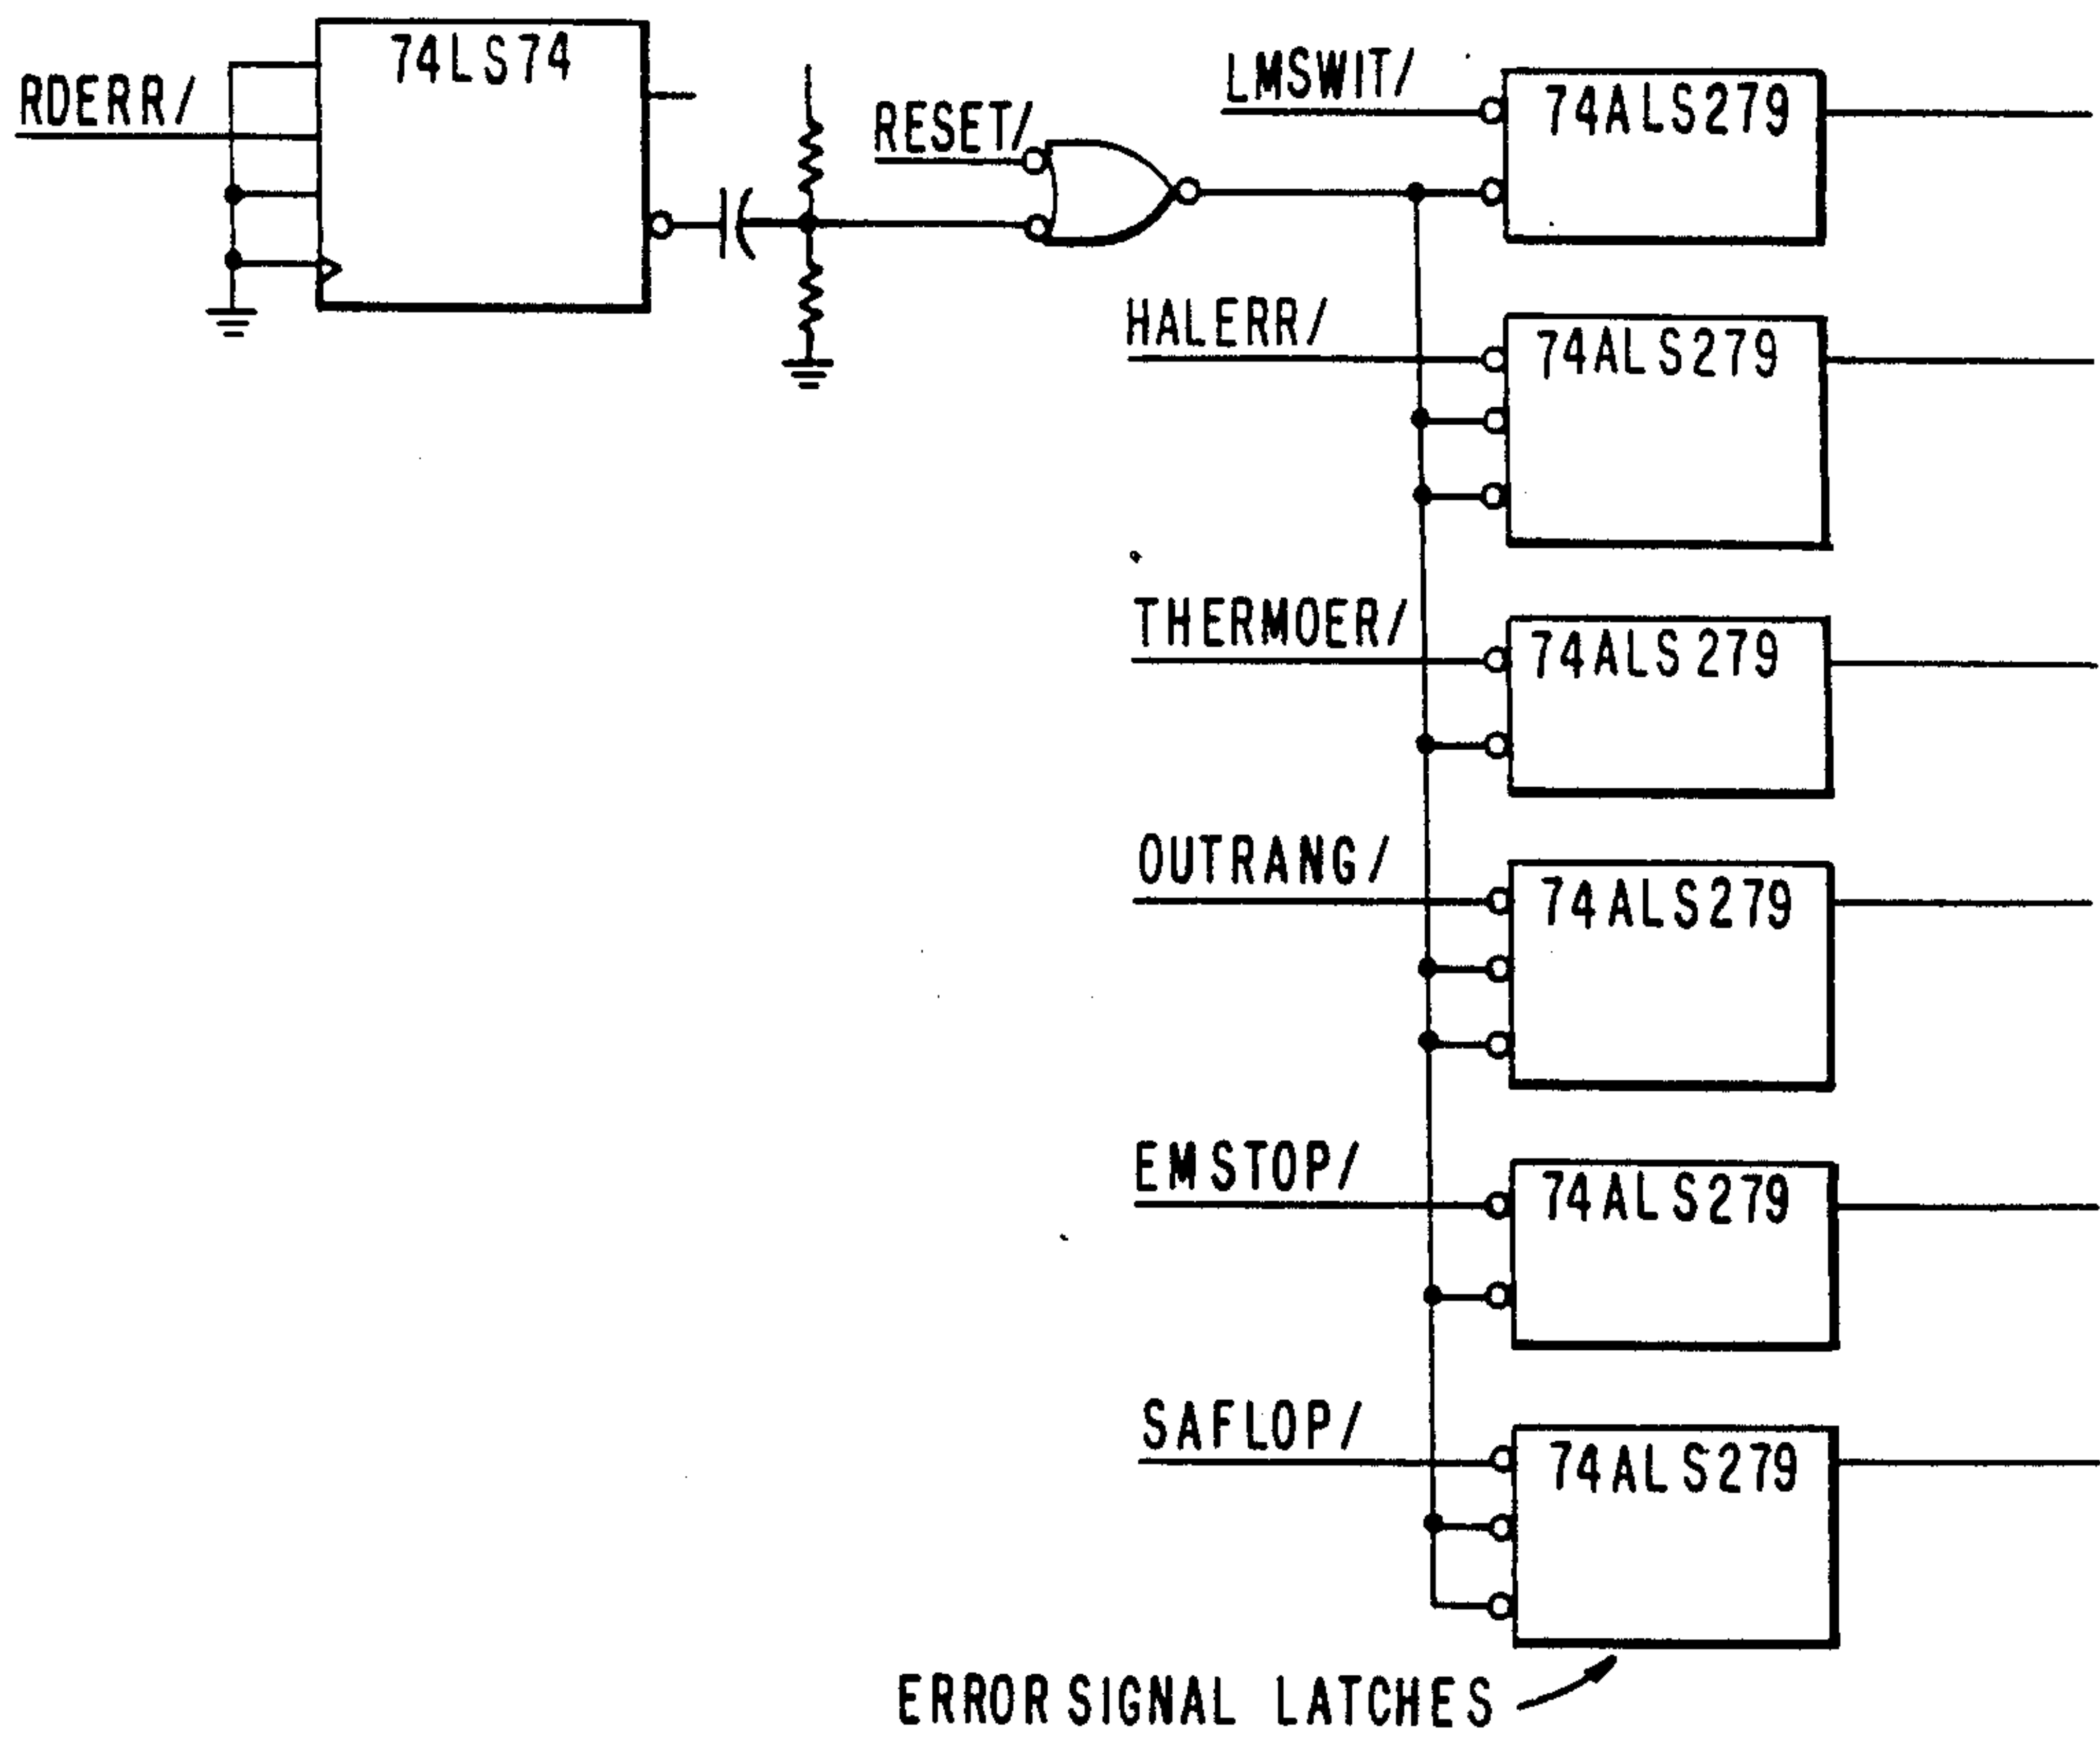 74LS74
RDERR/
RESET/
LMSWIT/
74ALS279
HALERR/
74ALS279
THERMOER/
74ALS279
OUTRANG/
74ALS279
EMSTOP/
74ALS279
SAFLOP/
74ALS279
ERROR SIGNAL LATCHES